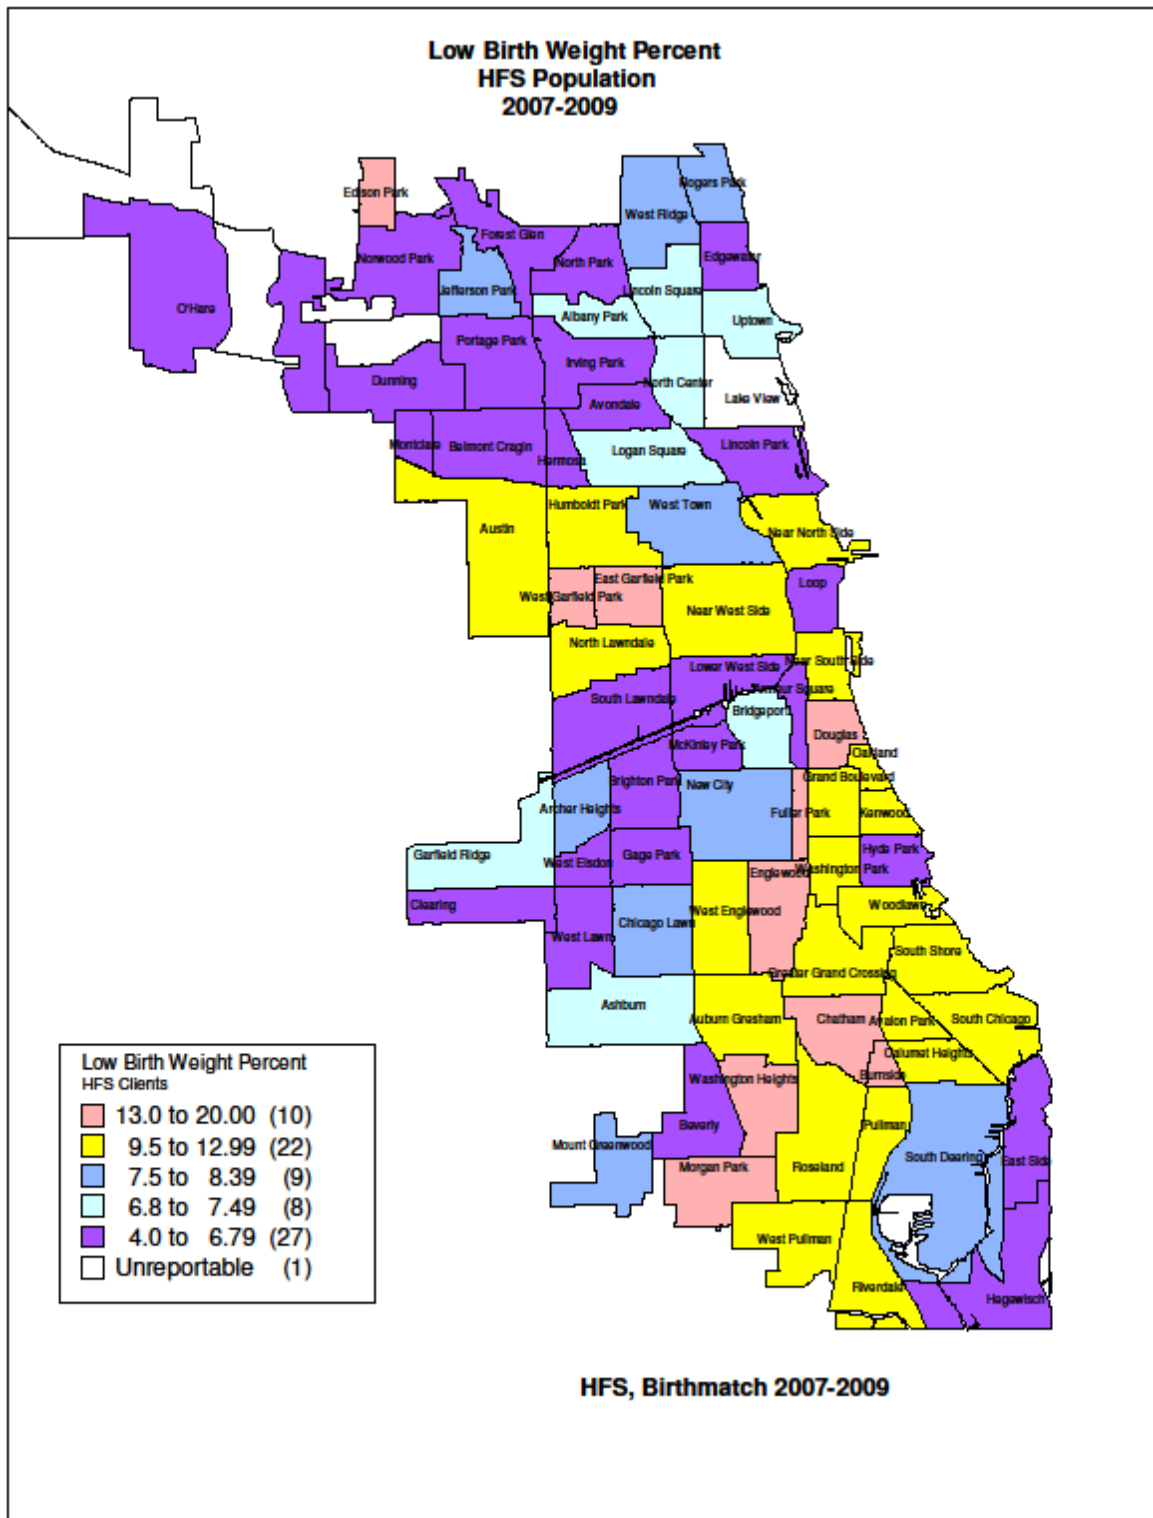 Low Birth Weight Percent
HFS Population
2007-2009
Edison Park
Rogers Park
West Ridge
Forest Glen
Norwood Park
North Park
Edgewater
Jefferson Park
Lincoln Square
O'Hare
Albany Park
Uptown
Portage Park
Irving Park
Dunning
North Center
Lake View
Avondale
Montclare
Belmont Cragin
Hermosa
Logan Square
Lincoln Park
Humboldt Park
West Town
Austin
Near North Side
East Garfield Park
West Garfield Park
Loop
Near West Side
North Lawndale
Lower West Side
Near South Side
South Lawndale
Armour Square
Bridgeport
Douglas
McKinley Park
Oakland
Brighton Park
New City
Grand Boulevard
Archer Heights
Fuller Park
Kenwood
Garfield Ridge
West Elsdon
Gage Park
Hyde Park
Washington Park
Englewood
Clearing
West Englewood
Woodlawn
Chicago Lawn
West Lawn
South Shore
Greater Grand Crossing
Ashburn
Auburn Gresham
Chatham
Avalon Park
South Chicago
Calumet Heights
Burnside
Washington Heights
Beverly
Mount Greenwood
Pullman
Morgan Park
Roseland
South Deering
East Side
West Pullman
Riverdale
Hegewisch
Low Birth Weight Percent
HFS Clients
13.0 to 20.00 (10)
9.5 to 12.99 (22)
7.5 to 8.39 (9)
6.8 to 7.49 (8)
4.0 to 6.79 (27)
Unreportable (1)
HFS, Birthmatch 2007-2009